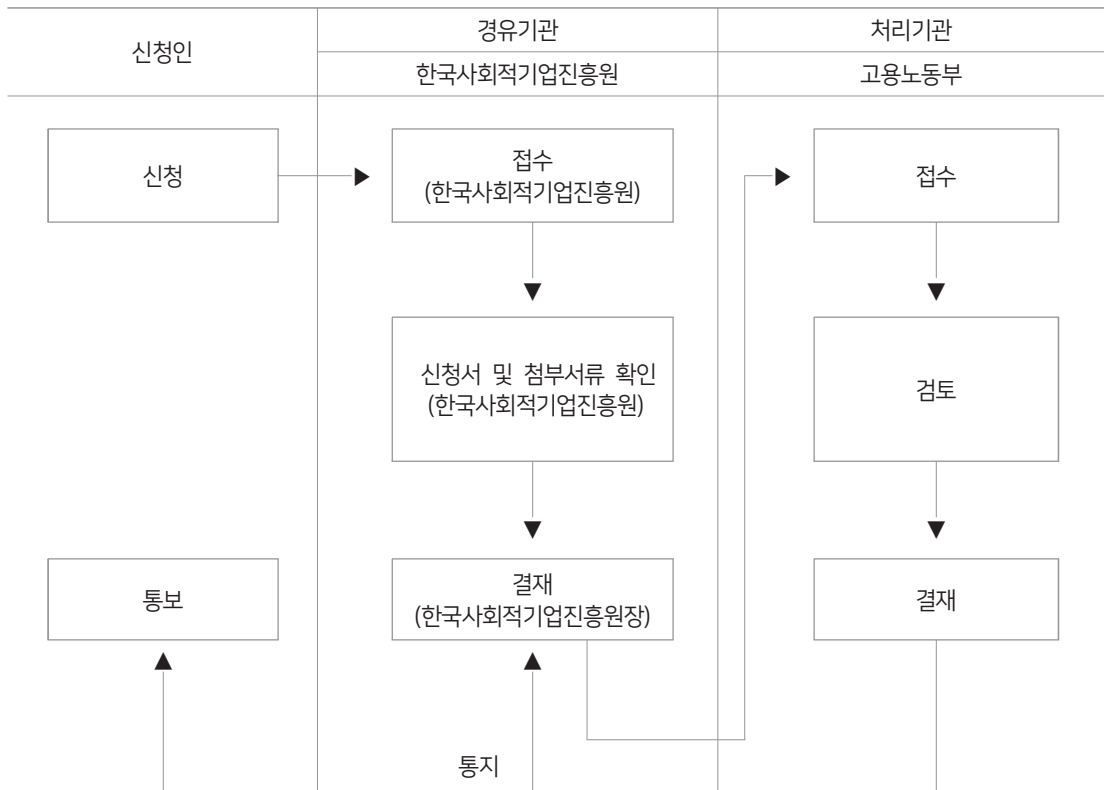 신청인
경유기관
처리기관
한국사회적기업진흥원
고용노동부
신청
접수
(한국사회적기업진흥원)
접수
신청서 및 첨부서류 확인
(한국사회적기업진흥원)
검토
통보
결재
(한국사회적기업진흥원장)
결재
통지